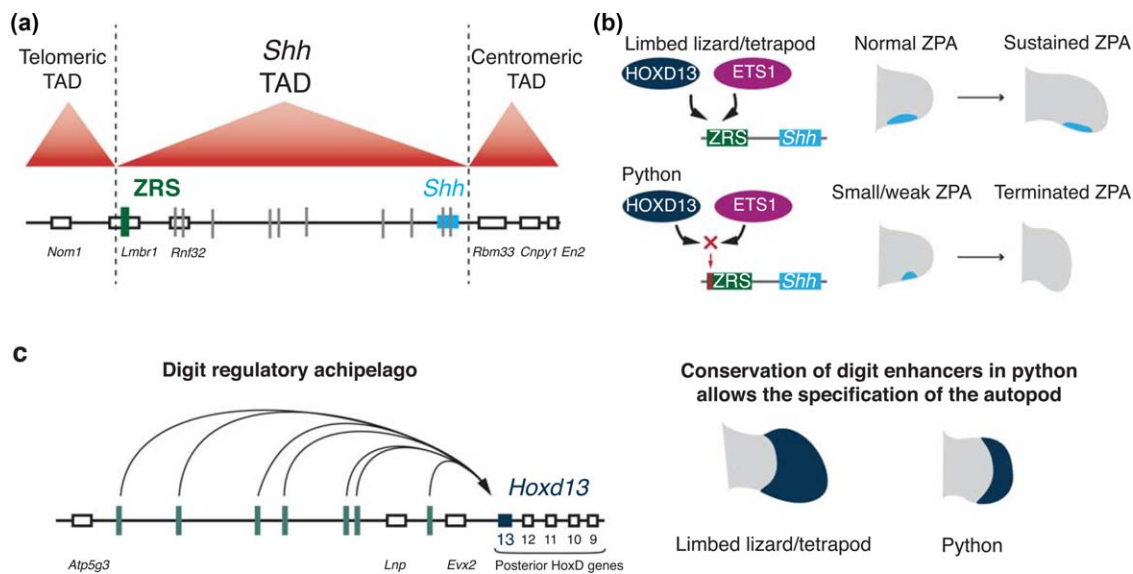 (a)
Telomeric
TAD
Shh
TAD
Centromeric
TAD
ZRS
Shh
Nom1
Lmbr1
Rnf32
Rbm33
Cnpy1
En2
(b)
Limbed lizard/tetrapod
HOXD13
ETS1
ZRS
Shh
Normal ZPA
Sustained ZPA
Python
HOXD13
ETS1
ZRS
Shh
Small/weak ZPA
Terminated ZPA
c
Digit regulatory achipelago
Hoxd13
13
12
11
10
9
Atp5g3
Lnp
Evx2
Posterior HoxD genes
Conservation of digit enhancers in python
allows the specification of the autopod
Limbed lizard/tetrapod
Python